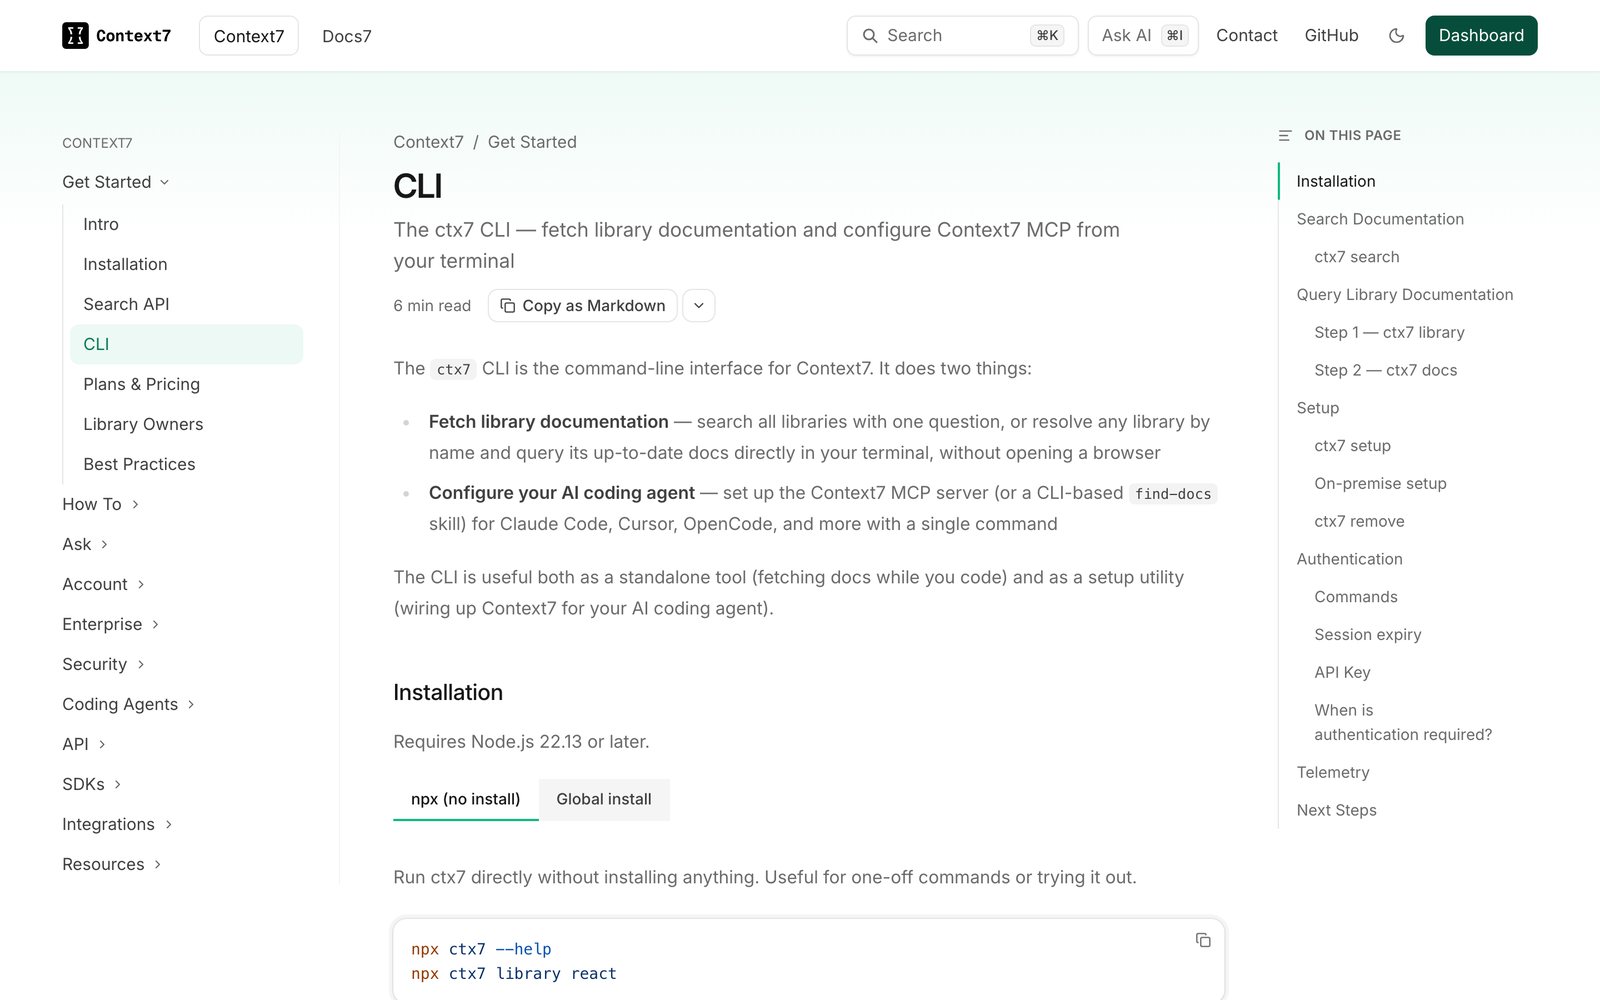 Context7
Context7
Docs7
Search
⌘K
Ask AI
⌘I
Contact
GitHub
Dashboard
CONTEXT7
Get Started
Intro
Installation
Search API
CLI
Plans & Pricing
Library Owners
Best Practices
How To
Ask
Account
Enterprise
Security
Coding Agents
API
SDKs
Integrations
Resources
Context7 / Get Started
CLI
The ctx7 CLI — fetch library documentation and configure Context7 MCP from
your terminal
6 min read
Copy as Markdown
The ctx7 CLI is the command-line interface for Context7. It does two things:
Fetch library documentation — search all libraries with one question, or resolve any library by
name and query its up-to-date docs directly in your terminal, without opening a browser
Configure your AI coding agent — set up the Context7 MCP server (or a CLI-based find-docs
skill) for Claude Code, Cursor, OpenCode, and more with a single command
The CLI is useful both as a standalone tool (fetching docs while you code) and as a setup utility
(wiring up Context7 for your AI coding agent).
Installation
Requires Node.js 22.13 or later.
npx (no install)
Global install
Run ctx7 directly without installing anything. Useful for one-off commands or trying it out.
npx ctx7 --help
npx ctx7 library react
ON THIS PAGE
Installation
Search Documentation
ctx7 search
Query Library Documentation
Step 1 — ctx7 library
Step 2 — ctx7 docs
Setup
ctx7 setup
On-premise setup
ctx7 remove
Authentication
Commands
Session expiry
API Key
When is
authentication required?
Telemetry
Next Steps